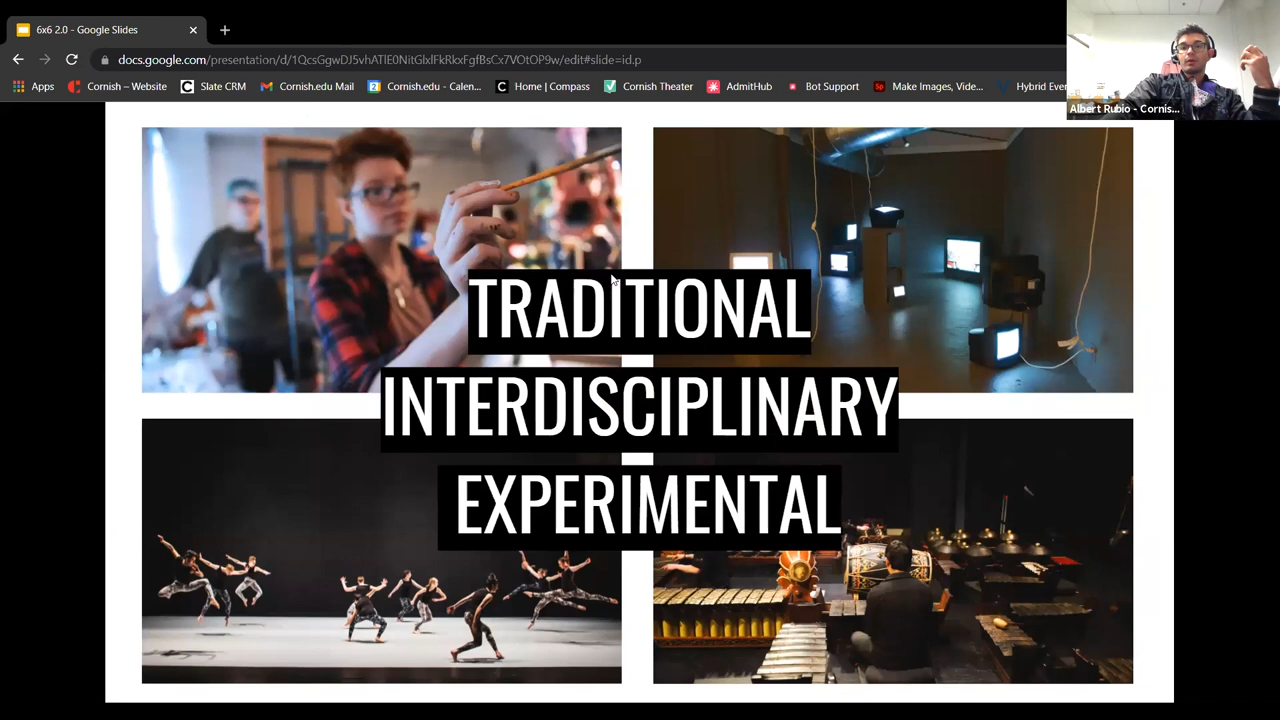 6x6 2.0 - Google Slides
docs.google.com/presentation/d/1QcsGgwDJ5vhATlE0NitGlxlFkRkxFgfBsCx7VOtOP9w/edit#slide=id.p
Apps Cornish – Website Slate CRM Cornish.edu Mail Cornish.edu - Calen... Home | Compass Cornish Theater AdmitHub Bot Support Make Images, Vide... Hybrid Eve
Albert Rubio - Cornis...
TRADITIONAL
INTERDISCIPLINARY
EXPERIMENTAL